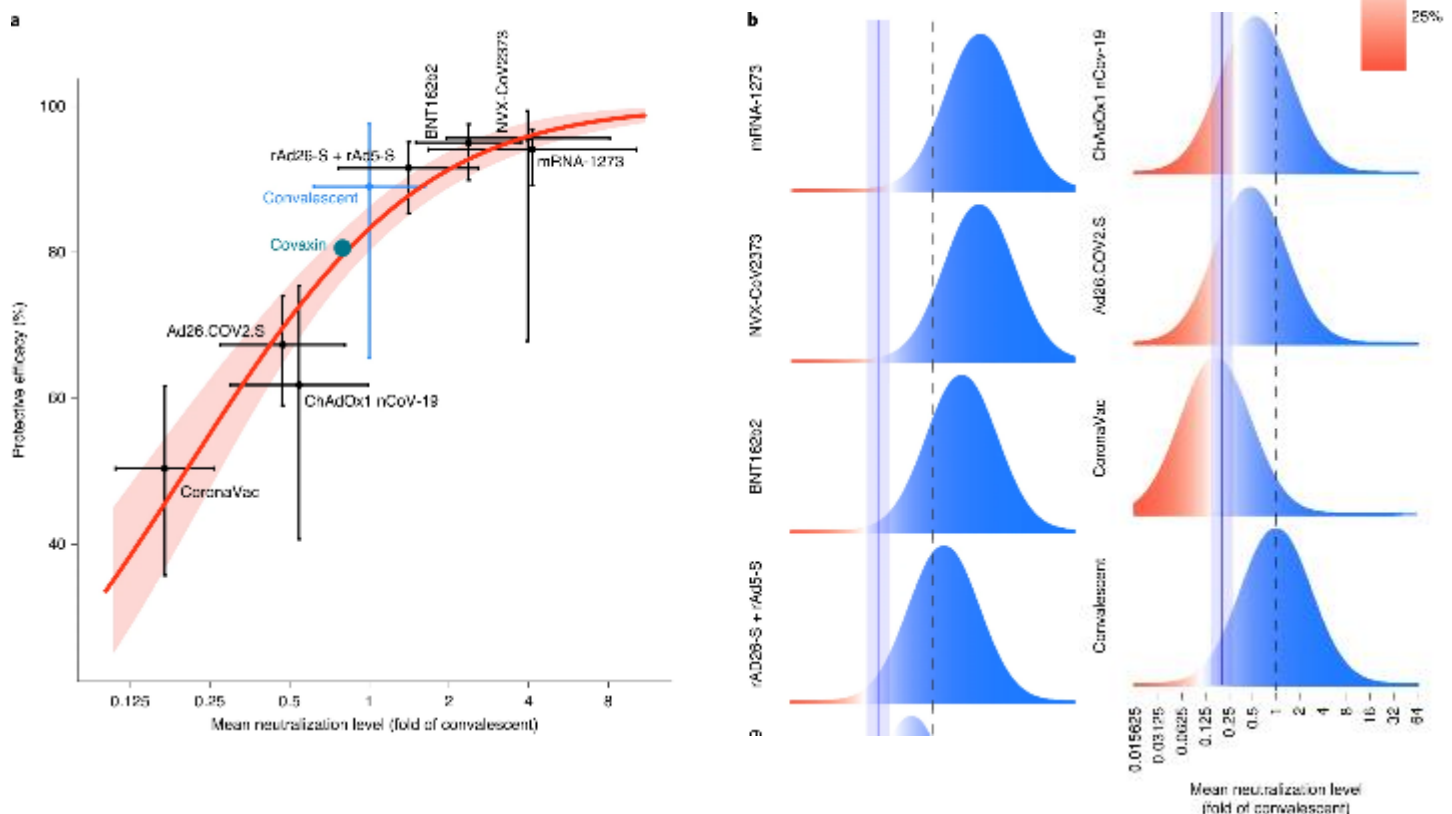 a
100
80
60
40
Protective efficacy (%)
BNT162b2
NVX-CoV2373
rAd26-S + rAd5-S
mRNA-1273
Convalescent
Covaxin
Ad26.COV2.S
ChAdOx1 nCoV-19
CoronaVac
0.125
0.25
0.5
1
2
4
8
Mean neutralization level (fold of convalescent)
b
mRNA-1273
NVX-CoV2373
BNT162b2
rAD26-S + rAd5-S
ChAdOx1 nCov-19
Ad26.COV2.S
CoronaVac
Convalescent
25%
0.015625
0.03125
0.0625
0.125
0.25
0.5
1
2
4
8
16
32
64
Mean neutralization level
(fold of convalescent)